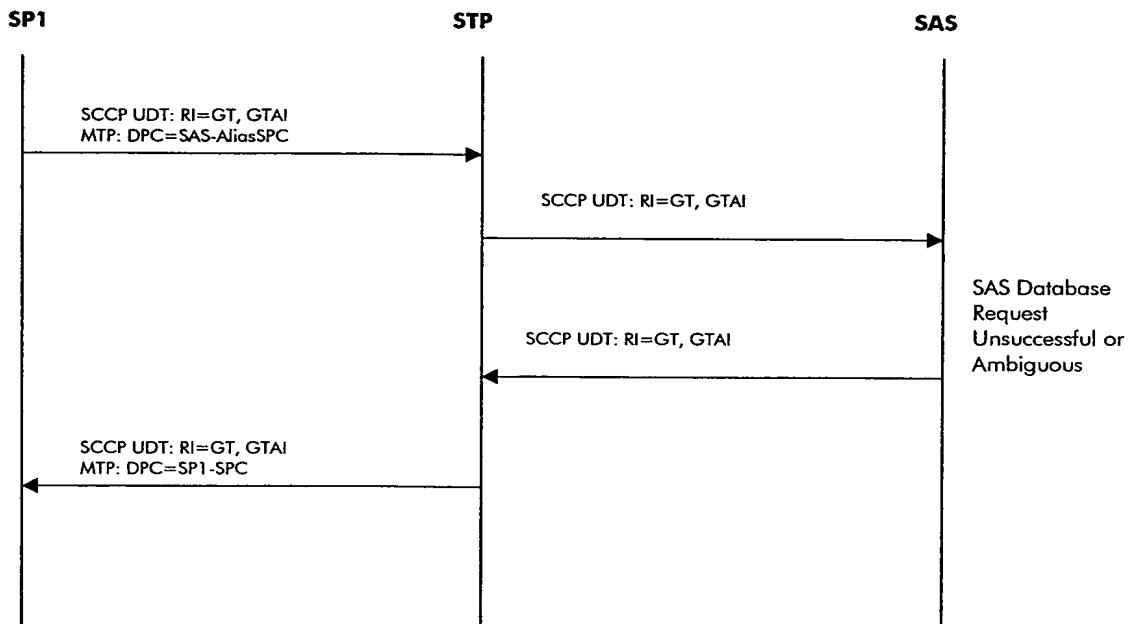 SP1
STP
SAS
SCCP UDT: RI=GT, GTAI
MTP: DPC=SAS-AliasSPC
SCCP UDT: RI=GT, GTAI
SAS Database
Request
Unsuccessful or
Ambiguous
SCCP UDT: RI=GT, GTAI
SCCP UDT: RI=GT, GTAI
MTP: DPC=SP1-SPC